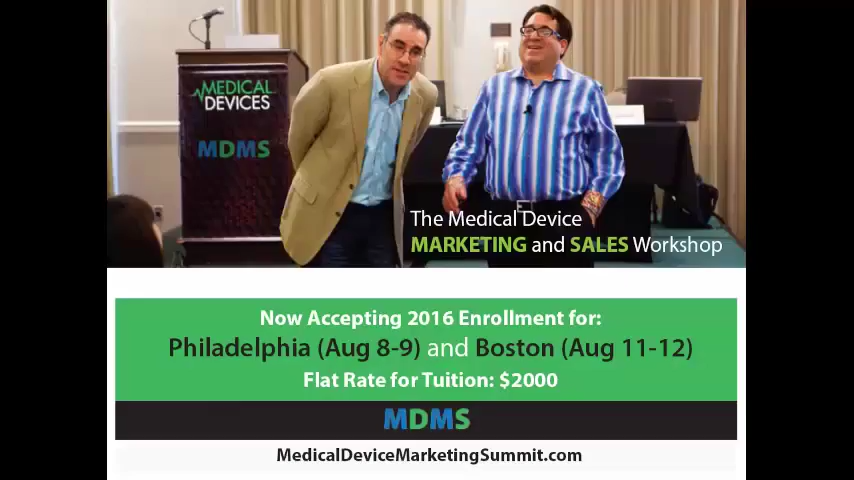 MEDICAL
DEVICES
MDMS
The Medical Device
MARKETING and SALES Workshop
Now Accepting 2016 Enrollment for:
Philadelphia (Aug 8-9) and Boston (Aug 11-12)
Flat Rate for Tuition: $2000
MDMS
MedicalDeviceMarketingSummit.com